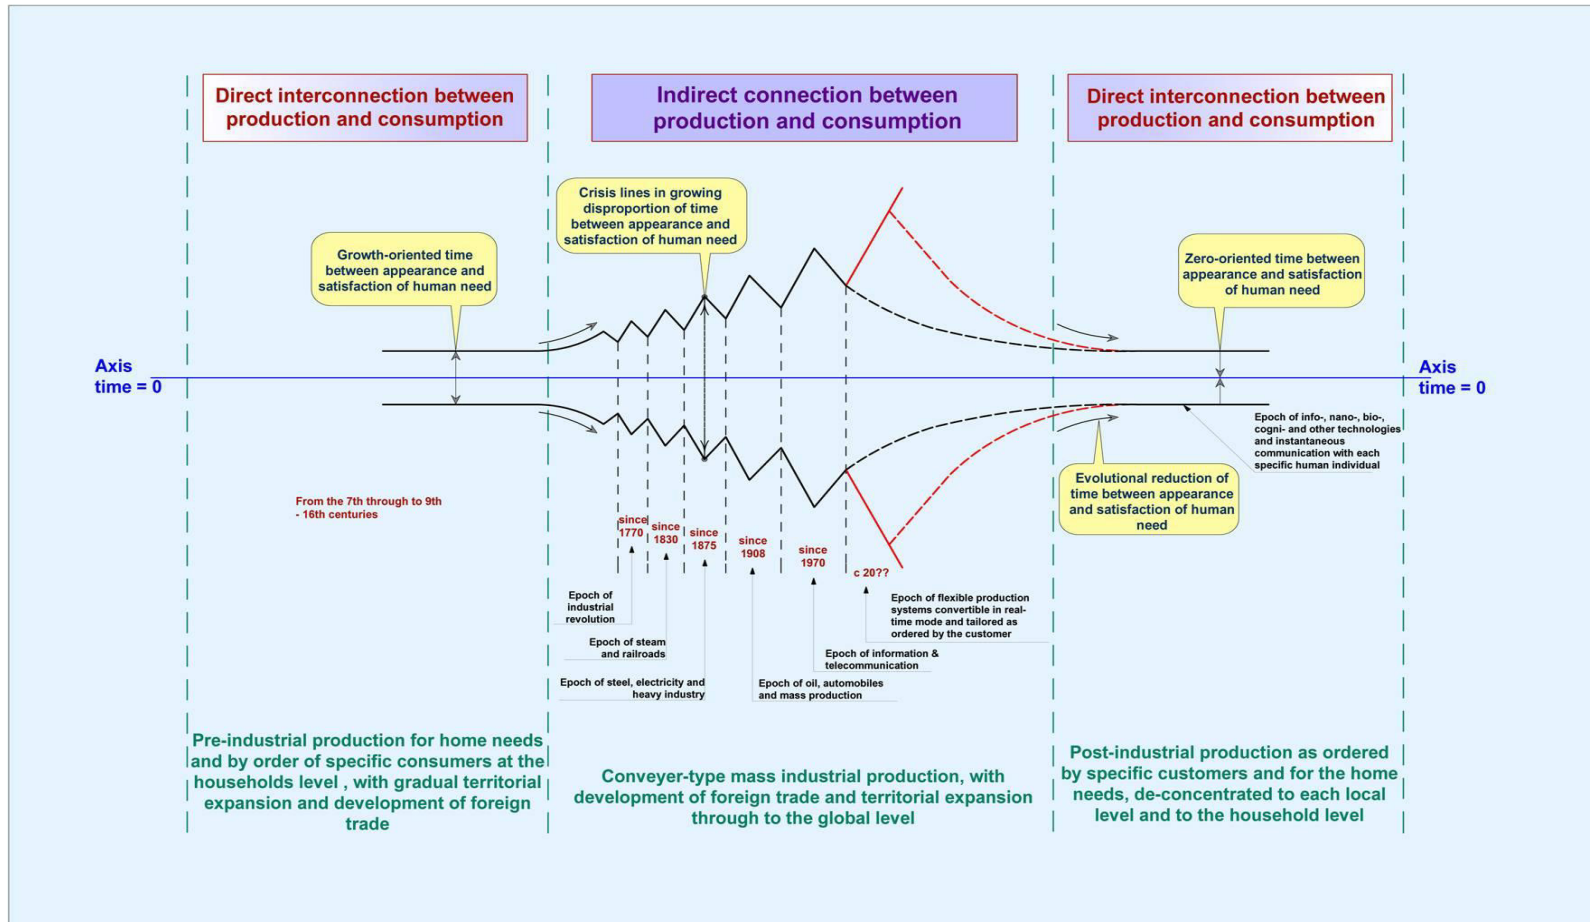 Direct interconnection between
production and consumption
Indirect connection between
production and consumption
Direct interconnection between
production and consumption
Crisis lines in growing
disproportion of time
between appearance and
satisfaction of human need
Growth-oriented time
between appearance and
satisfaction of human need
Zero-oriented time between
appearance and satisfaction
of human need
Axis
time = 0
Axis
time = 0
Epoch of info-, nano-, bio-,
cogni- and other technologies
and instantaneous
communication with each
specific human individual
Evolutional reduction of
time between appearance
and satisfaction of human
need
From the 7th through to 9th
- 16th centuries
since
1770
since
1830
since
1875
since
1908
since
1970
c 20??
Epoch of
industrial
revolution
Epoch of steam
and railroads
Epoch of steel, electricity and
heavy industry
Epoch of oil, automobiles
and mass production
Epoch of information &
telecommunication
Epoch of flexible production
systems convertible in real-
time mode and tailored as
ordered by the customer
Pre-industrial production for home needs
and by order of specific consumers at the
households level , with gradual territorial
expansion and development of foreign
trade
Conveyer-type mass industrial production, with
development of foreign trade and territorial expansion
through to the global level
Post-industrial production as ordered
by specific customers and for the home
needs, de-concentrated to each local
level and to the household level